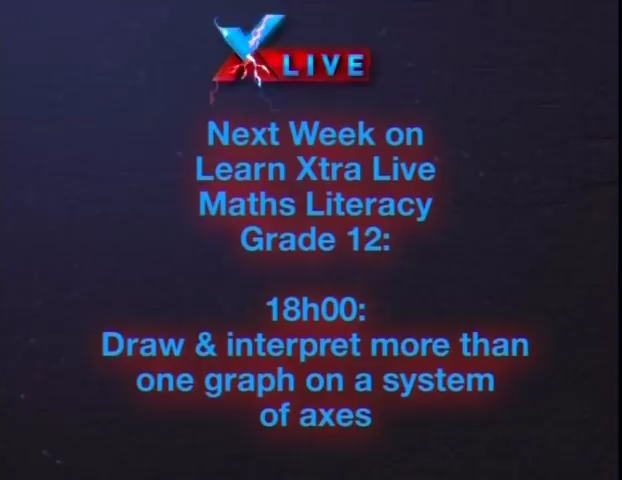 X LIVE
Next Week on
Learn Xtra Live
Maths Literacy
Grade 12:
18h00:
Draw & interpret more than
one graph on a system
of axes